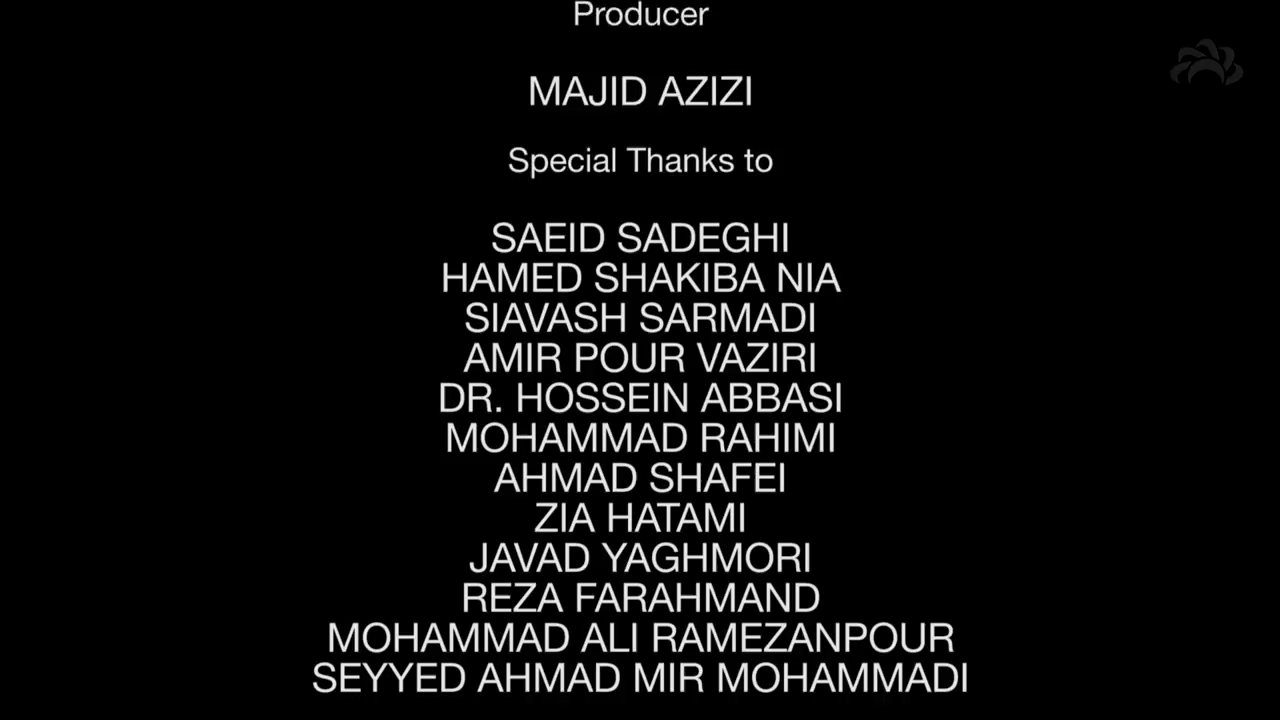 Producer
MAJID AZIZI
Special Thanks to
SAEID SADEGHI
HAMED SHAKIBA NIA
SIAVASH SARMADI
AMIR POUR VAZIRI
DR. HOSSEIN ABBASI
MOHAMMAD RAHIMI
AHMAD SHAFEI
ZIA HATAMI
JAVAD YAGHMORI
REZA FARAHMAND
MOHAMMAD ALI RAMEZANPOUR
SEYYED AHMAD MIR MOHAMMADI